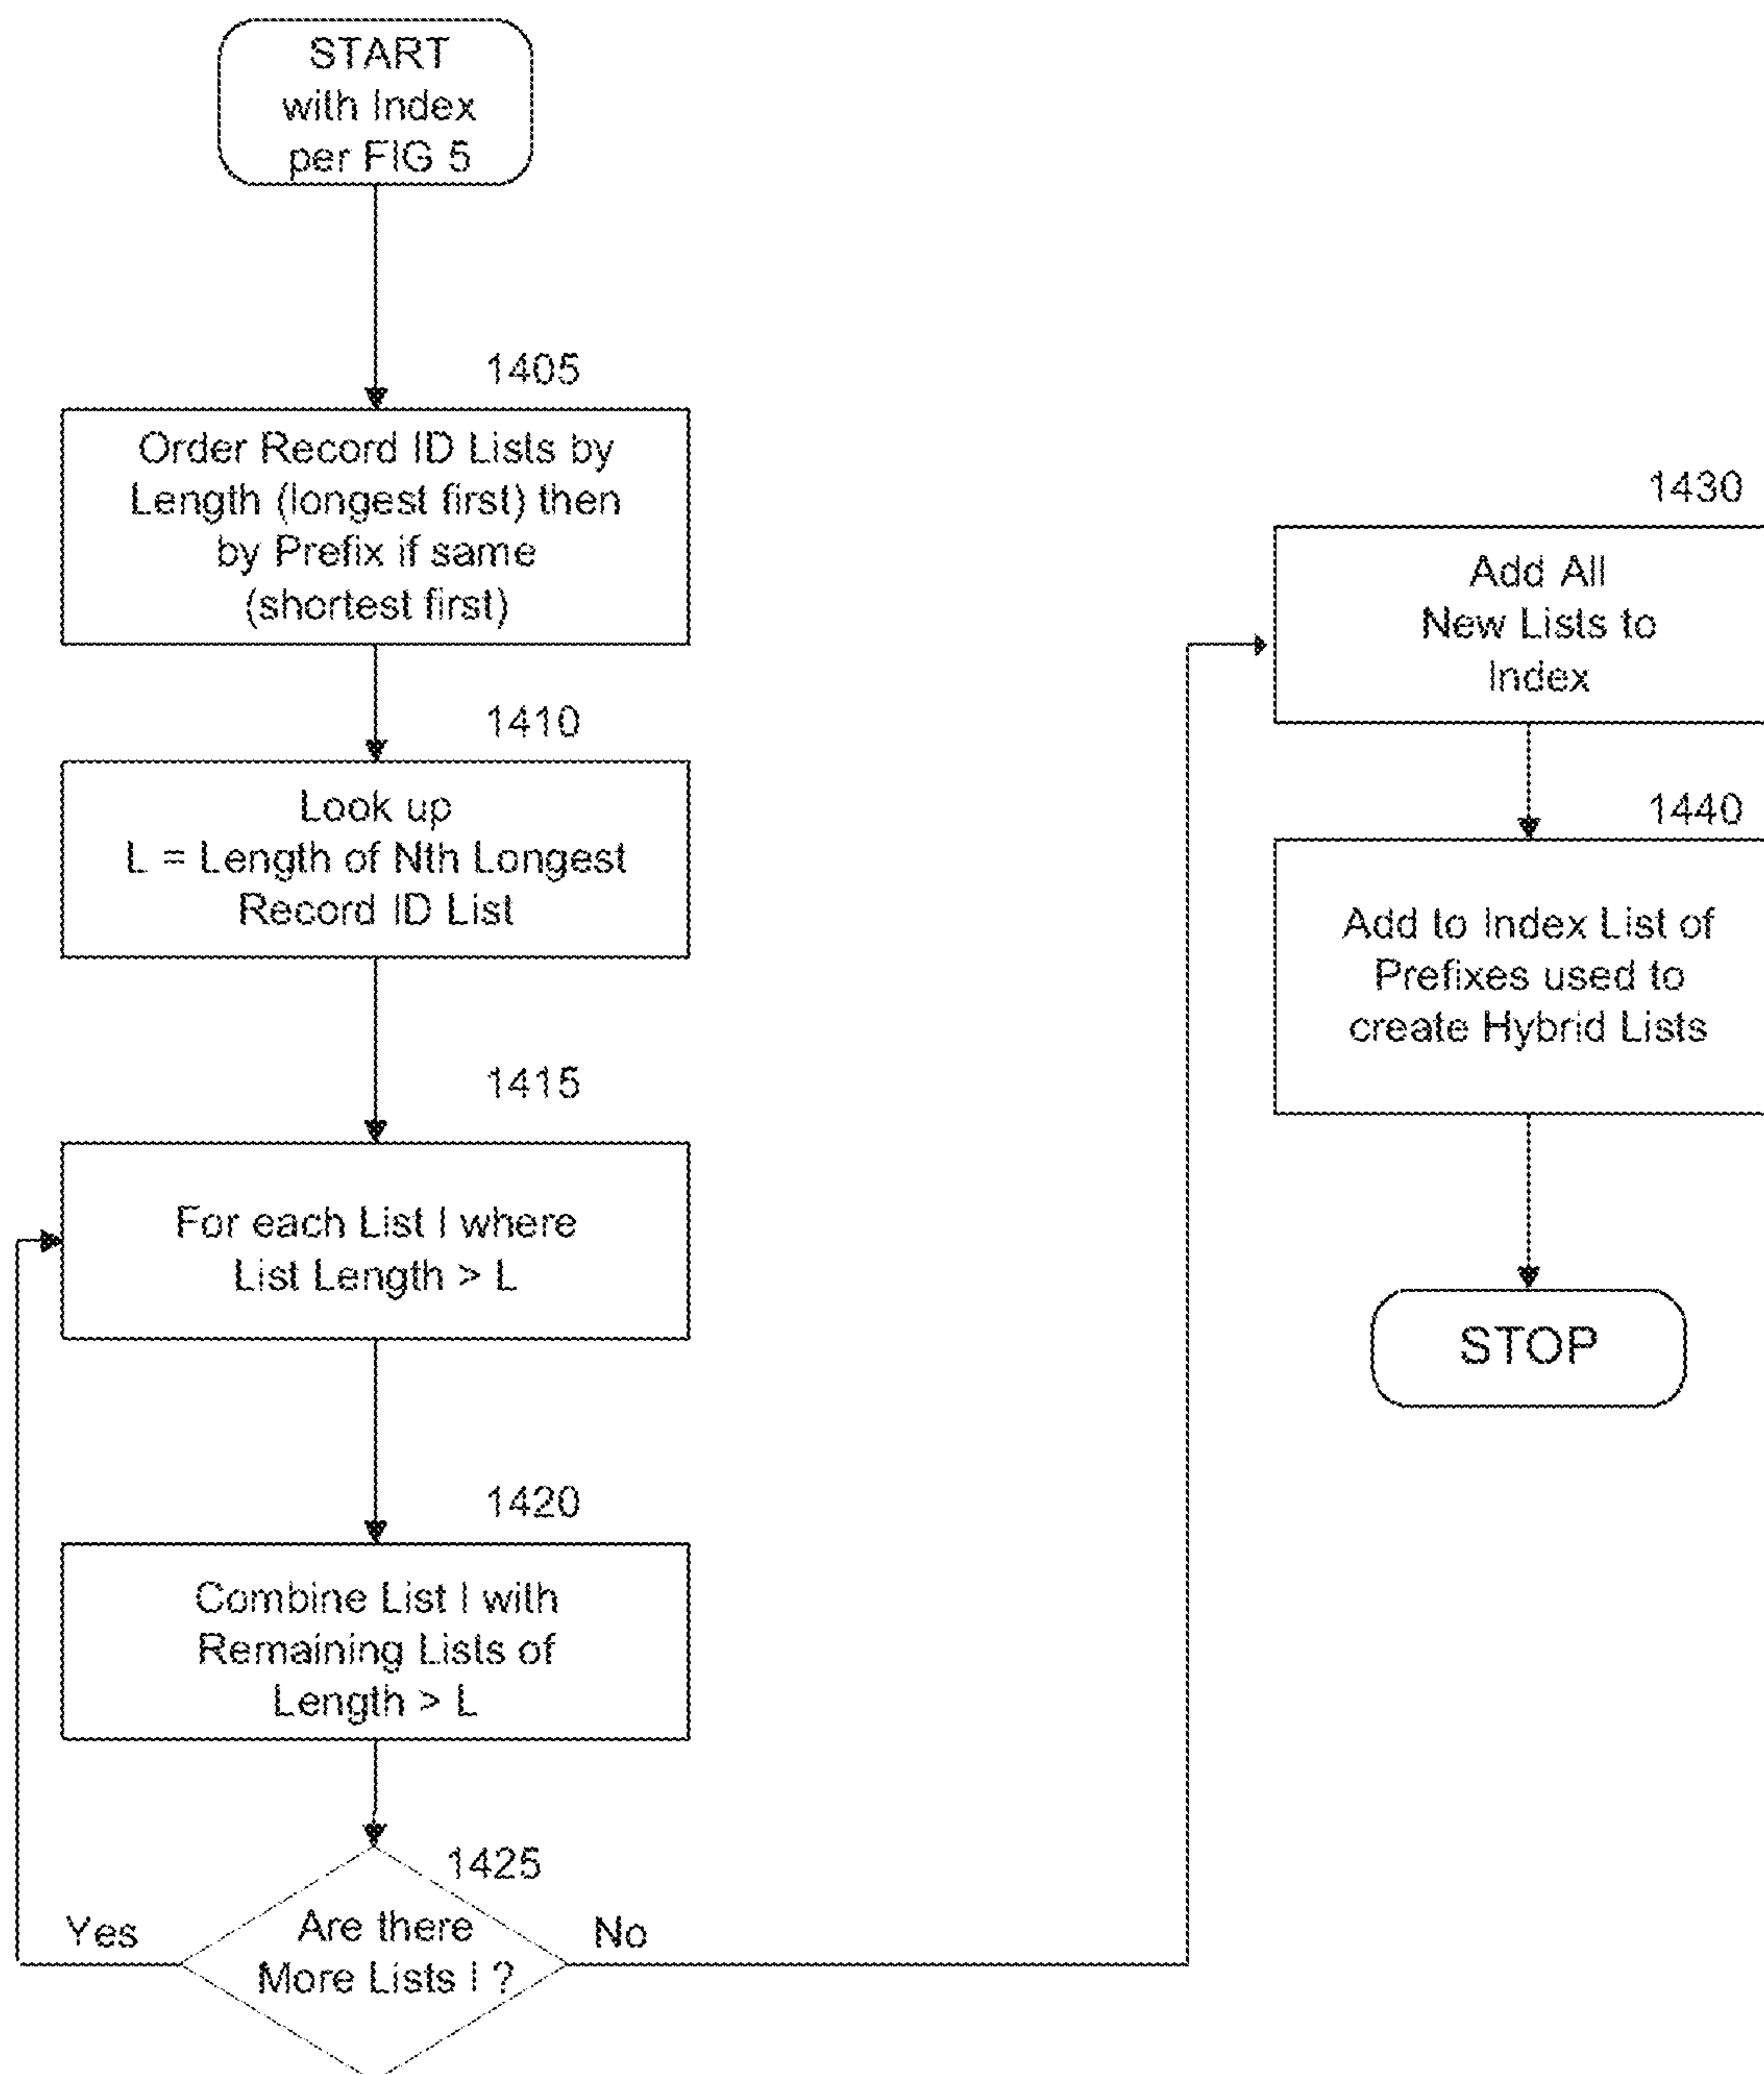 START
with Index
per FIG 5
1405
Order Record ID Lists by
Length (longest first) then
by Prefix if same
(shortest first)
1410
Look up
L = Length of Nth Longest
Record ID List
1415
For each List I where
List Length > L
1420
Combine List I with
Remaining Lists of
Length > L
1425
Are there
More Lists I ?
Yes
No
1430
Add All
New Lists to
Index
1440
Add to Index List of
Prefixes used to
create Hybrid Lists
STOP